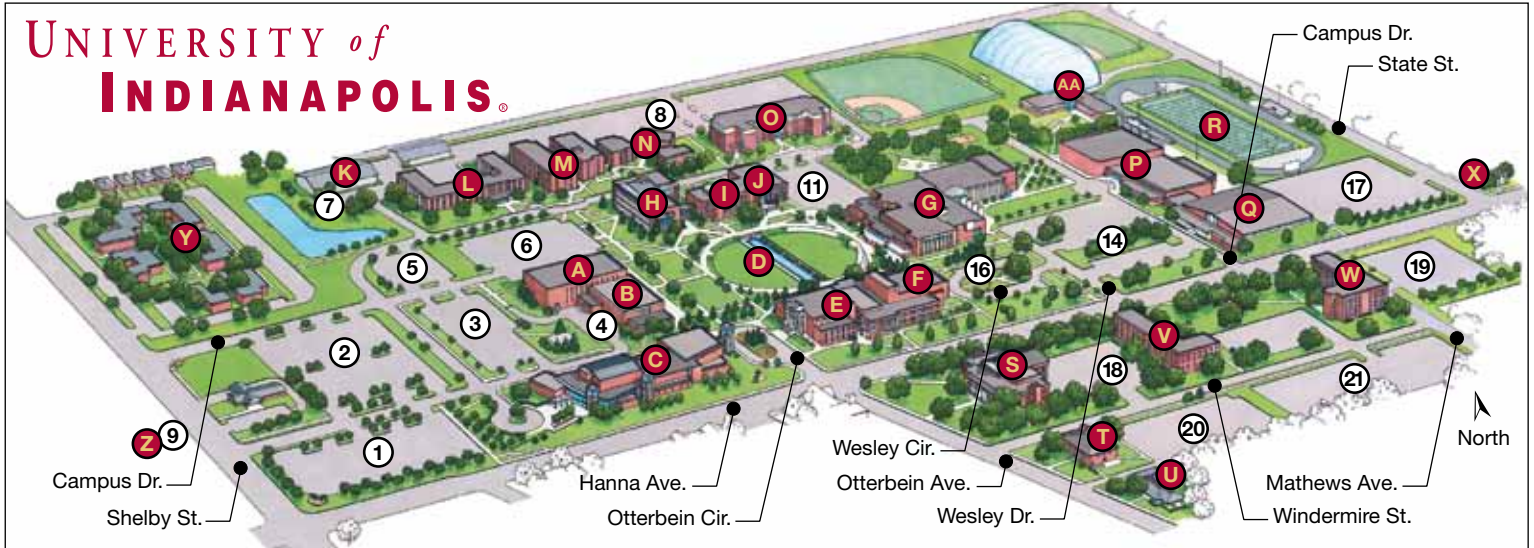 UNIVERSITY of
INDIANAPOLIS®
Campus Dr.
State St.
AA
8
O
R
N
K
M
P
L
J
X
7
I
11
17
H
G
Q
Y
6
14
D
5
A
16
F
W
19
B
E
3
4
V
2
C
S
18
21
Z 9
1
T
20
North
U
Campus Dr.
Shelby St.
Hanna Ave.
Otterbein Cir.
Wesley Cir.
Otterbein Ave.
Wesley Dr.
Mathews Ave.
Windermire St.